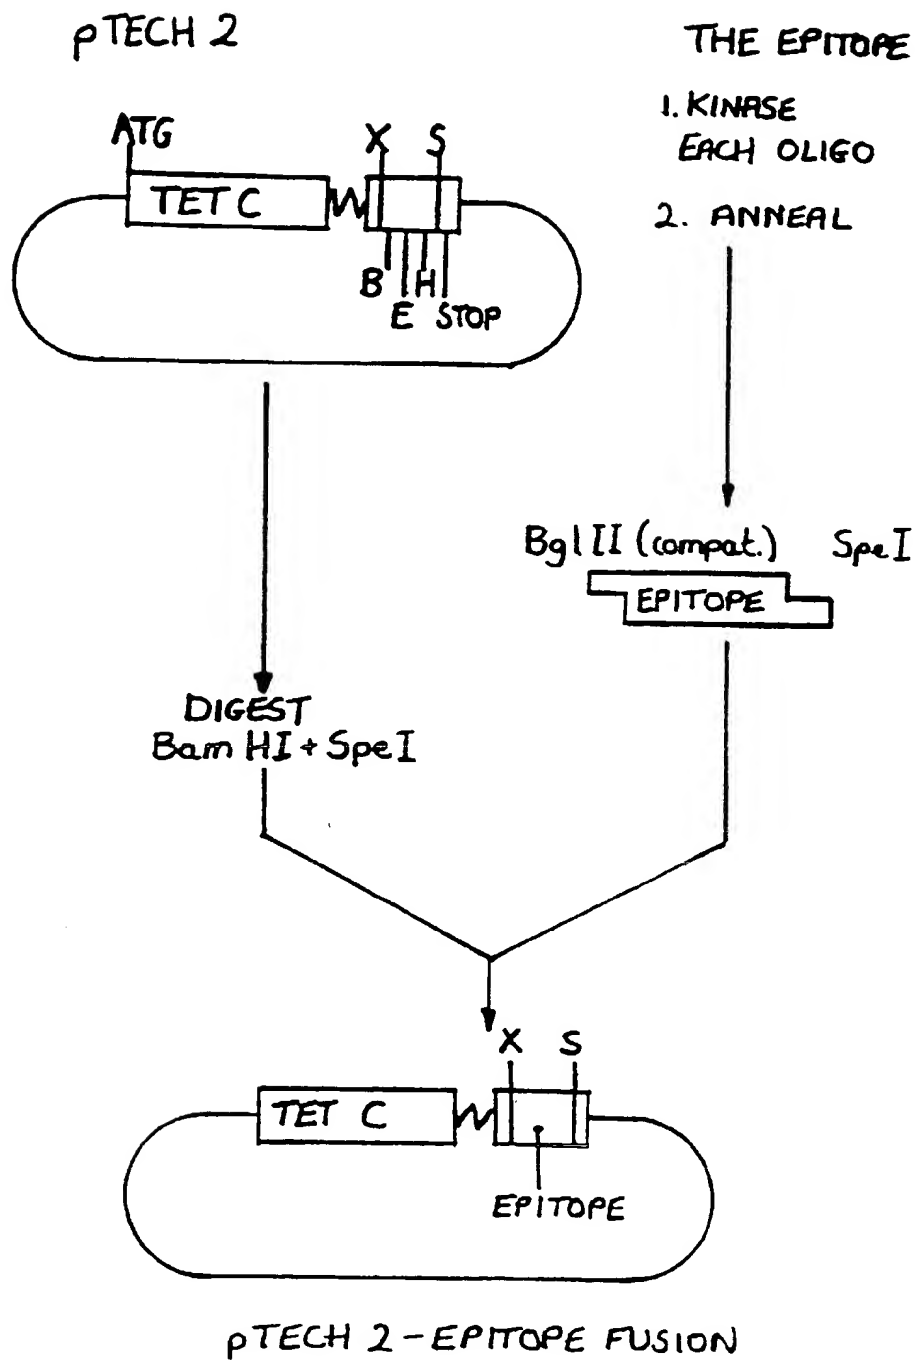 pTECH 2
ATG
X S
TET C
B H
E STOP
THE EPITOPE
1. KINASE
EACH OLIGO
2. ANNEAL
BglII (compat.) SpeI
EPITOPE
DIGEST
Bam HI + SpeI
X S
TET C
EPITOPE
pTECH 2 - EPITOPE FUSION